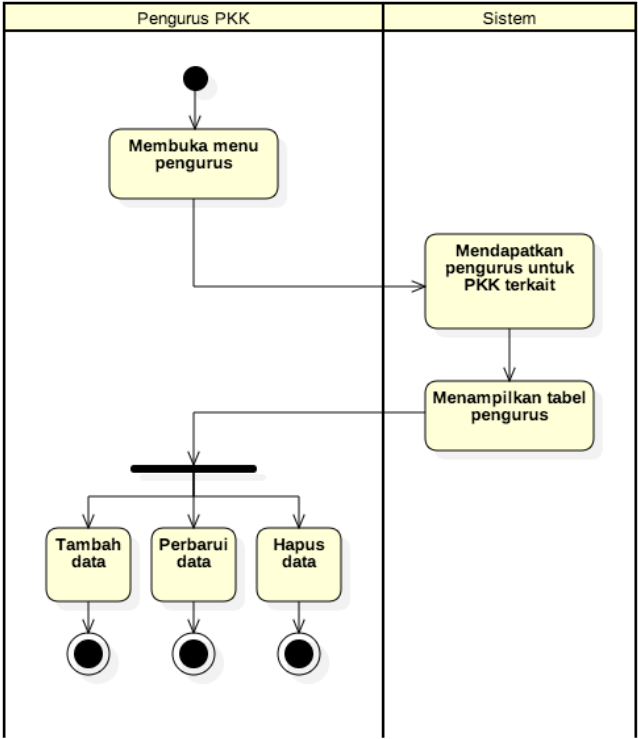 Pengurus PKK
Sistem
Membuka menu
pengurus
Mendapatkan
pengurus untuk
PKK terkait
Menampilkan tabel
pengurus
Tambah
data
Perbarui
data
Hapus
data